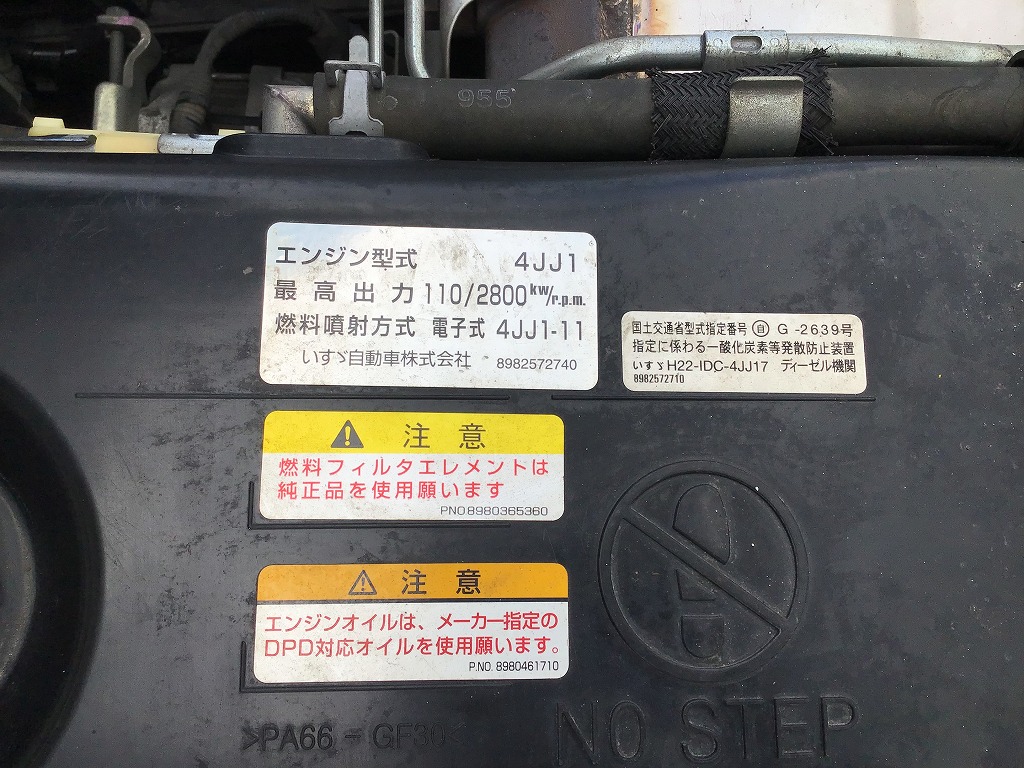 955
エンジン型式 4JJ1
最高出力 110/2800kw/r.p.m.
燃料噴射方式 電子式 4JJ1-11
いすゞ自動車株式会社 8982572740
国土交通省型式指定番号 自 G-2639号
指定に係わる一酸化炭素等発散防止装置
いすゞH22-IDC-4JJ17 ディーゼル機関
8982572710
注意
燃料フィルタエレメントは
純正品を使用願います
PNO8980365360
注意
エンジンオイルは、メーカー指定の
DPD対応オイルを使用願います。
P.NO. 8980461710
>PA66-GF30<
NO STEP